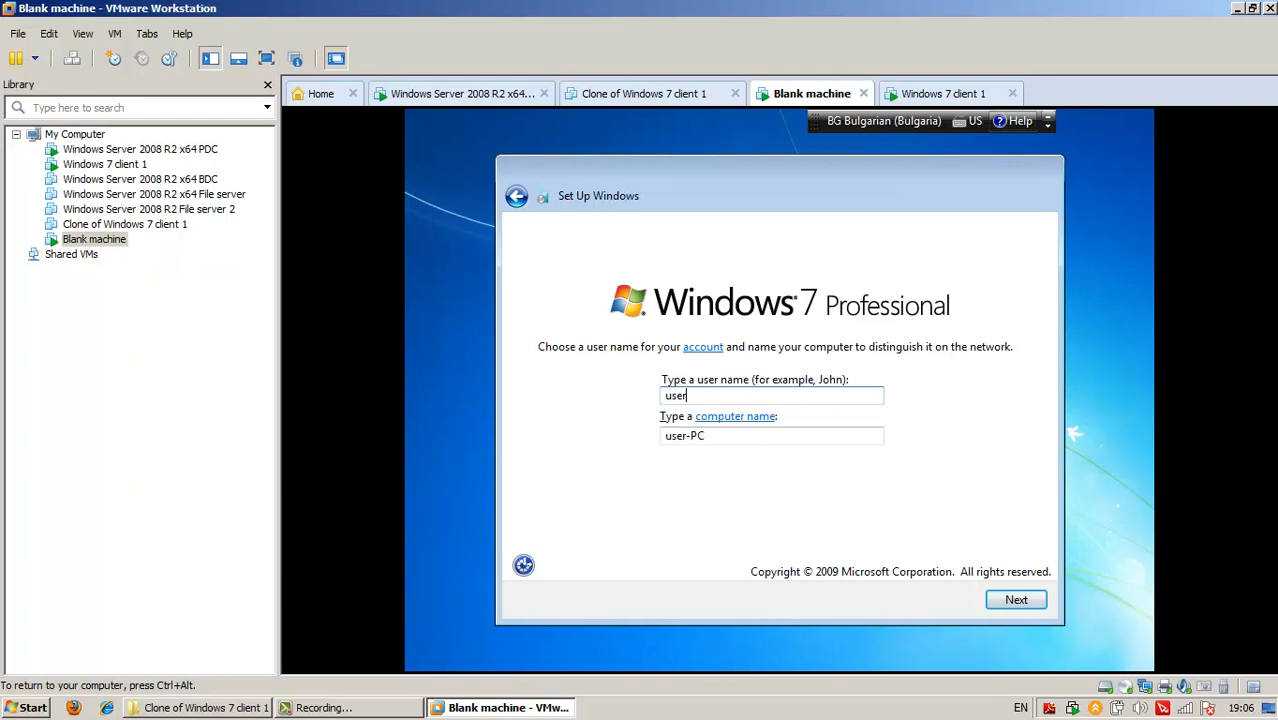 Blank machine - VMware Workstation
File Edit View VM Tabs Help
Library
Type here to search
My Computer
Windows Server 2008 R2 x64 PDC
Windows 7 client 1
Windows Server 2008 R2 x64 BDC
Windows Server 2008 R2 x64 File server
Windows Server 2008 R2 File server 2
Clone of Windows 7 client 1
Blank machine
Shared VMs
Home
Windows Server 2008 R2 x64...
Clone of Windows 7 client 1
Blank machine
Windows 7 client 1
BG Bulgarian (Bulgaria) US Help
Set Up Windows
Windows 7 Professional
Choose a user name for your account and name your computer to distinguish it on the network.
Type a user name (for example, John):
user
Type a computer name:
user-PC
Copyright © 2009 Microsoft Corporation. All rights reserved.
Next
To return to your computer, press Ctrl+Alt.
Start
Clone of Windows 7 client 1
Recording...
Blank machine - VMw...
EN
19:06